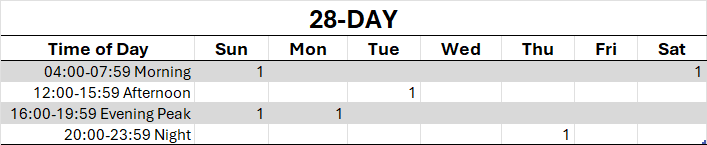 28-DAY
Time of Day Sun Mon Tue Wed Thu Fri Sat
04:00-07:59 Morning 1 1
12:00-15:59 Afternoon 1
16:00-19:59 Evening Peak 1 1
20:00-23:59 Night 1